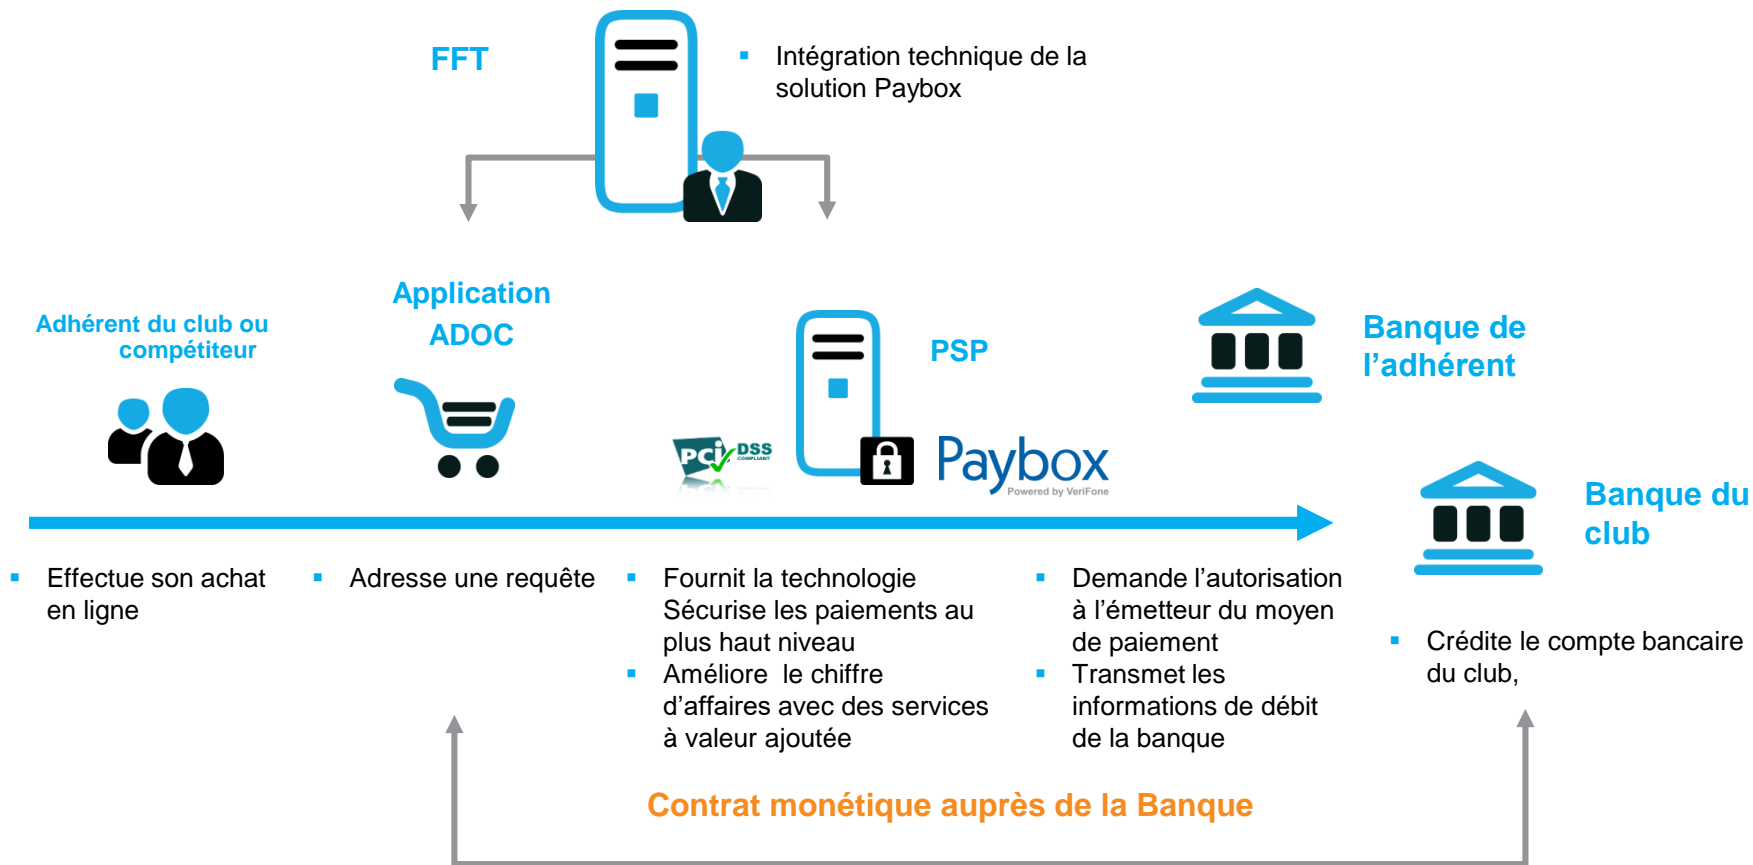 FFT
▪ Intégration technique de la
solution Paybox
Adhérent du club ou
compétiteur
Application
ADOC
PSP
PCI DSS
COMPLIANT
Paybox
Powered by VeriFone
Banque de
l’adhérent
Banque du
club
▪ Effectue son achat
en ligne
▪ Adresse une requête
▪ Fournit la technologie
Sécurise les paiements au
plus haut niveau
▪ Améliore  le chiffre
d’affaires avec des services
à valeur ajoutée
▪ Demande l’autorisation
à l’émetteur du moyen
de paiement
▪ Transmet les
informations de débit
de la banque
▪ Crédite le compte bancaire
du club,
Contrat monétique auprès de la Banque